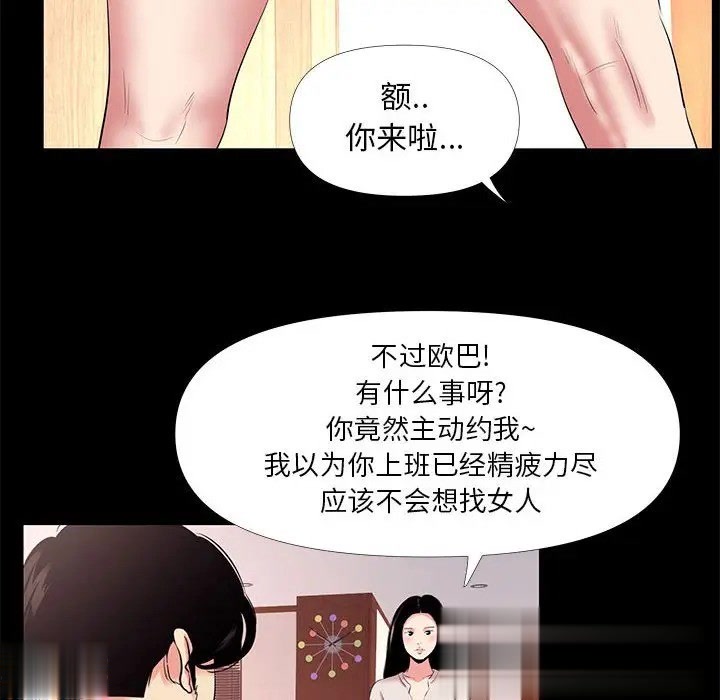 额..
你来啦...
不过欧巴!
有什么事呀?
你竟然主动约我~
我以为你上班已经精疲力尽
应该不会想找女人